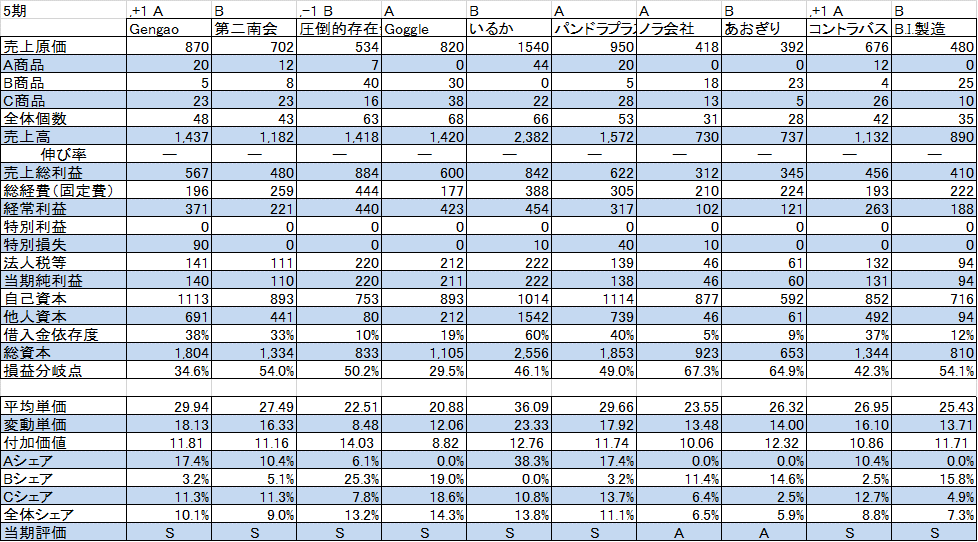 5期 ,+1 A B ,−1 B A B A A B ,+1 A B
Gengao 第二南会 圧倒的存在 Goggle いるか パンドラプラ ノラ会社 あおぎり コントラバス B.I.製造
売上原価 870 702 534 820 1540 950 418 392 676 480
A商品 20 12 7 0 44 20 0 0 12 0
B商品 5 8 40 30 0 5 18 23 4 25
C商品 23 23 16 38 22 28 13 5 26 10
全体個数 48 43 63 68 66 53 31 28 42 35
売上高 1,437 1,182 1,418 1,420 2,382 1,572 730 737 1,132 890
伸び率 — — — — — — — — — —
売上総利益 567 480 884 600 842 622 312 345 456 410
総経費(固定費) 196 259 444 177 388 305 210 224 193 222
経常利益 371 221 440 423 454 317 102 121 263 188
特別利益 0 0 0 0 0 0 0 0 0 0
特別損失 90 0 0 0 10 40 10 0 0 0
法人税等 141 111 220 212 222 139 46 61 132 94
当期純利益 140 110 220 211 222 138 46 60 131 94
自己資本 1113 893 753 893 1014 1114 877 592 852 716
他人資本 691 441 80 212 1542 739 46 61 492 94
借入金依存度 38% 33% 10% 19% 60% 40% 5% 9% 37% 12%
総資本 1,804 1,334 833 1,105 2,556 1,853 923 653 1,344 810
損益分岐点 34.6% 54.0% 50.2% 29.5% 46.1% 49.0% 67.3% 64.9% 42.3% 54.1%
平均単価 29.94 27.49 22.51 20.88 36.09 29.66 23.55 26.32 26.95 25.43
変動単価 18.13 16.33 8.48 12.06 23.33 17.92 13.48 14.00 16.10 13.71
付加価値 11.81 11.16 14.03 8.82 12.76 11.74 10.06 12.32 10.86 11.71
Aシェア 17.4% 10.4% 6.1% 0.0% 38.3% 17.4% 0.0% 0.0% 10.4% 0.0%
Bシェア 3.2% 5.1% 25.3% 19.0% 0.0% 3.2% 11.4% 14.6% 2.5% 15.8%
Cシェア 11.3% 11.3% 7.8% 18.6% 10.8% 13.7% 6.4% 2.5% 12.7% 4.9%
全体シェア 10.1% 9.0% 13.2% 14.3% 13.8% 11.1% 6.5% 5.9% 8.8% 7.3%
当期評価 S S S S S S A A S S